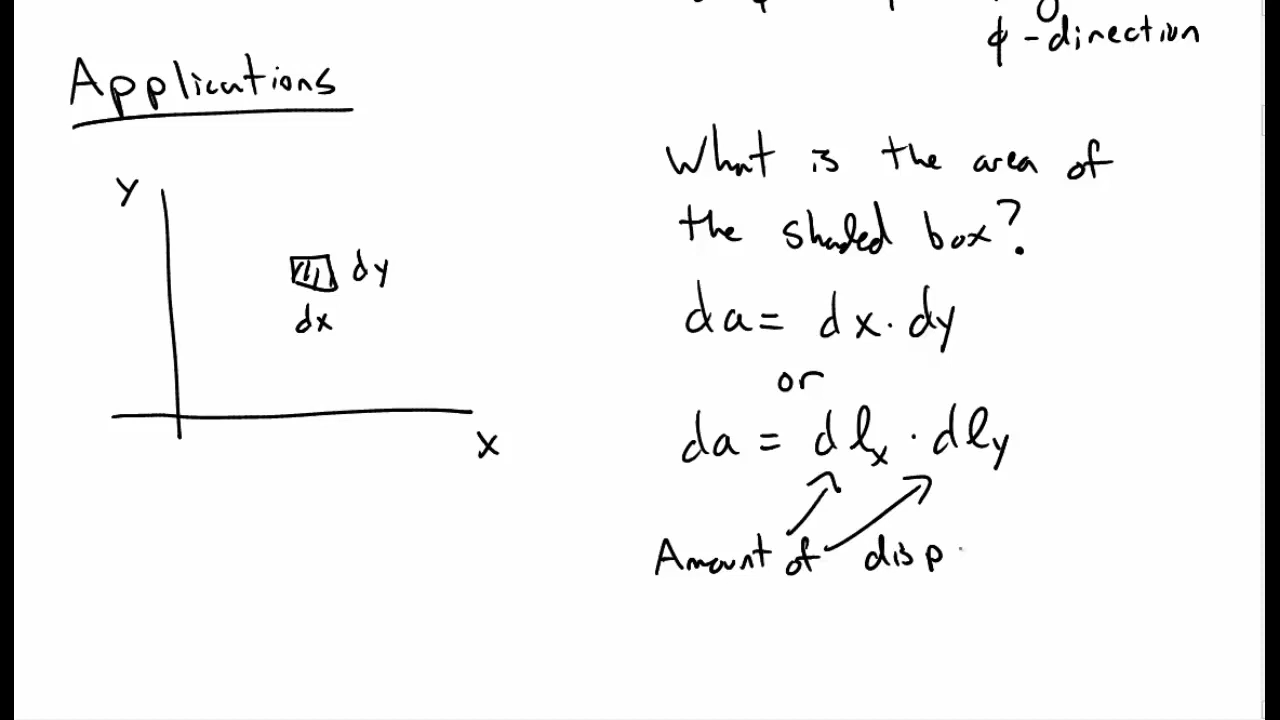 ϕ - direction
Applications
y
dy
dx
x
What is the area of
the shaded box?
da = dx · dy
or
da = dℓx · dℓy
Amount of disp